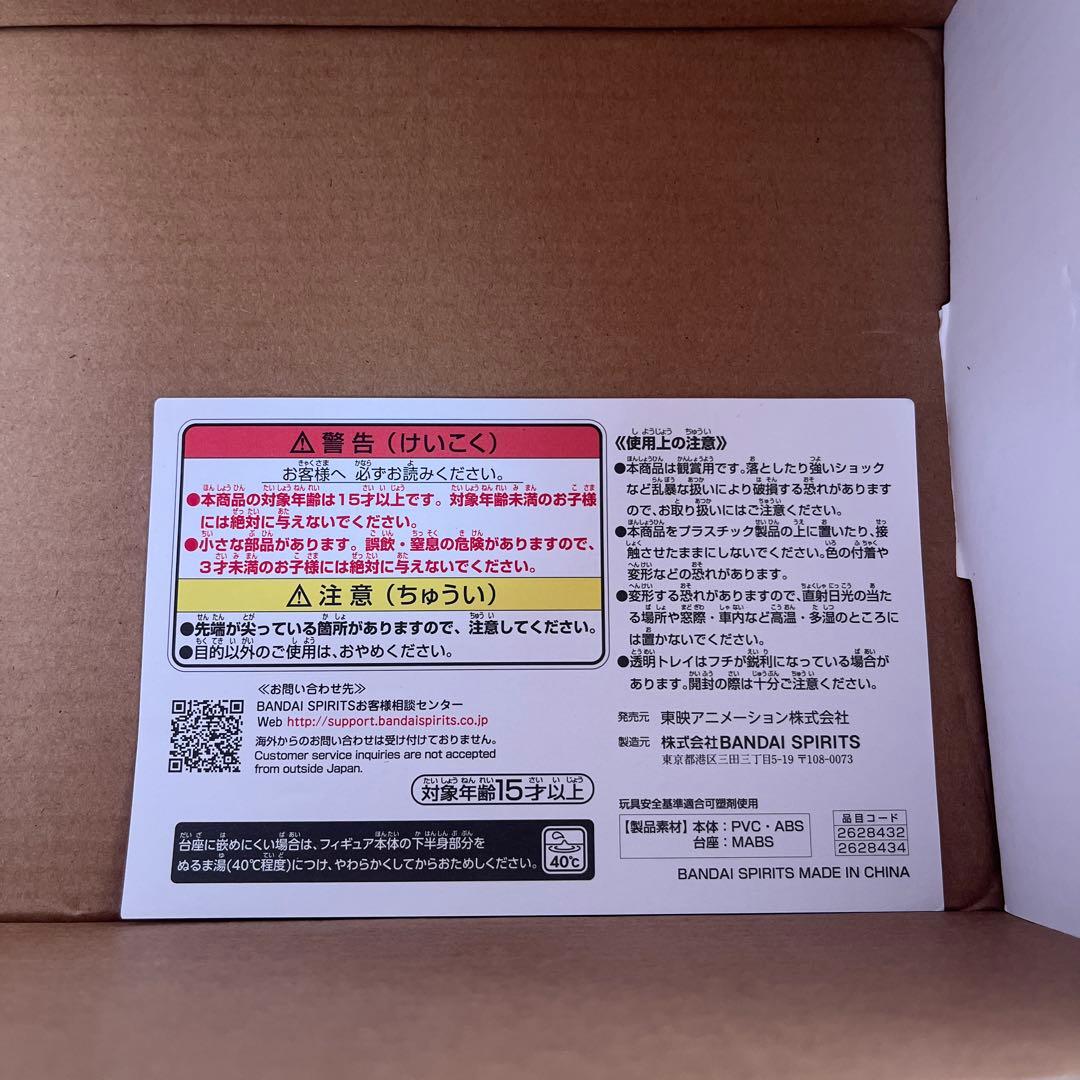 ⚠警告（けいこく）
お客様へ 必ずお読みください。
●本商品の対象年齢は15才以上です。対象年齢未満のお子様
には絶対に与えないでください。
●小さな部品があります。誤飲・窒息の危険がありますので、
3才未満のお子様には絶対に与えないでください。
⚠注意（ちゅうい）
●先端が尖っている箇所がありますので、注意してください。
●目的以外のご使用は、おやめください。
≪お問い合わせ先≫
BANDAI SPIRITSお客様相談センター
Web http://support.bandaispirits.co.jp
海外からのお問い合わせは受け付けておりません。
Customer service inquiries are not accepted
from outside Japan.
対象年齢15才以上
台座に嵌めにくい場合は、フィギュア本体の下半身部分を
ぬるま湯(40℃程度)につけ、やわらかくしてからおためしください。
40℃
≪使用上の注意≫
●本商品は観賞用です。落としたり強いショック
など乱暴な扱いにより破損する恐れがあります
ので、お取り扱いにはご注意ください。
●本商品をプラスチック製品の上に置いたり、接
触させたままにしないでください。色の付着や
変形などの恐れがあります。
●変形する恐れがありますので、直射日光の当た
る場所や窓際・車内など高温・多湿のところに
は置かないでください。
●透明トレイはフチが鋭利になっている場合が
あります。開封の際は十分ご注意ください。
発売元 東映アニメーション株式会社
製造元 株式会社BANDAI SPIRITS
東京都港区三田三丁目5-19 〒108-0073
玩具安全基準適合可塑剤使用
【製品素材】本体：PVC・ABS
台座：MABS
品目コード
2628432
2628434
BANDAI SPIRITS MADE IN CHINA